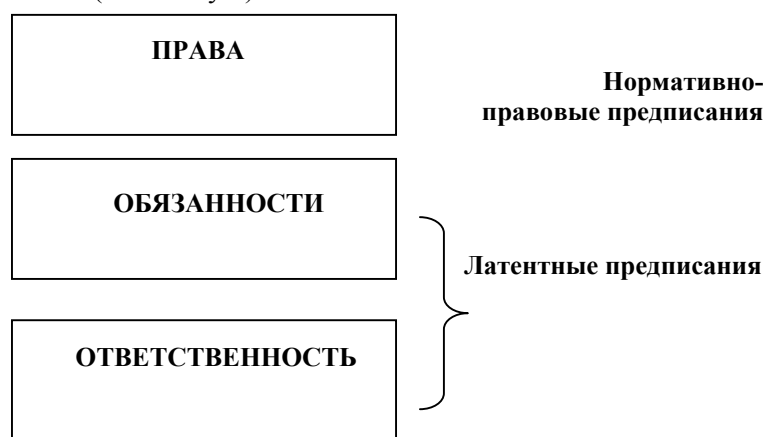 ПРАВА
Нормативно-
правовые предписания
ОБЯЗАННОСТИ
Латентные предписания
ОТВЕТСТВЕННОСТЬ